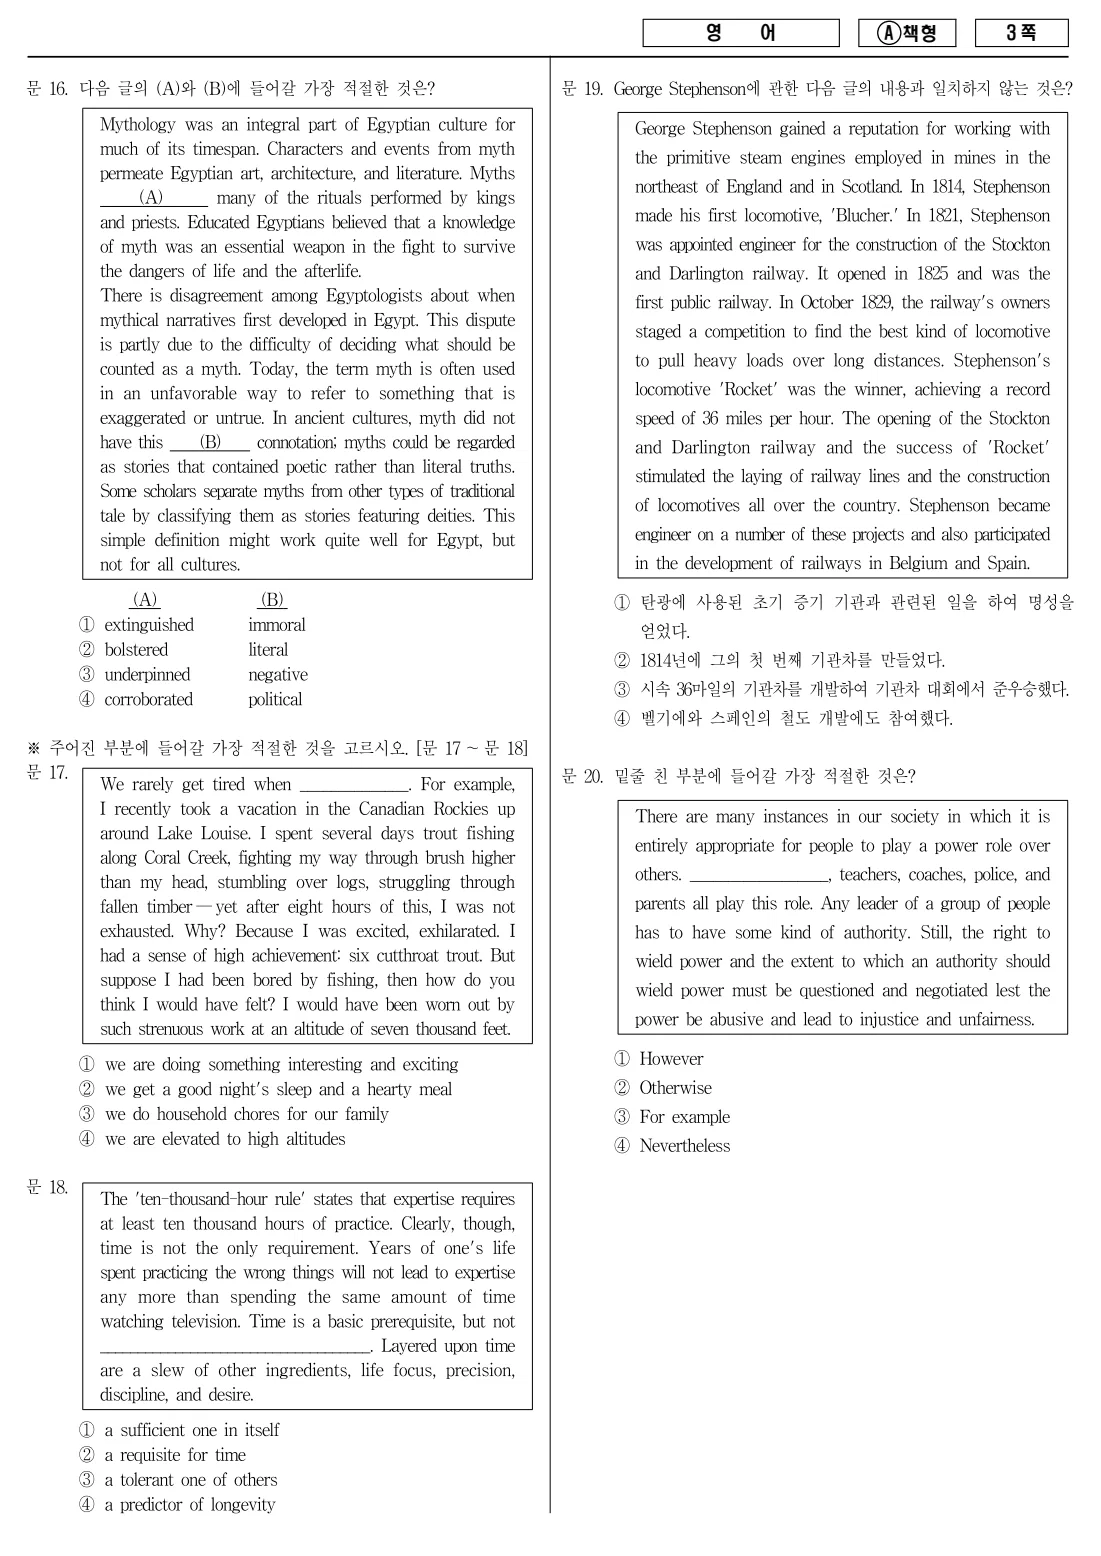 영 어
Ⓐ책형
3쪽
문 16. 다음 글의 (A)와 (B)에 들어갈 가장 적절한 것은?
Mythology was an integral part of Egyptian culture for
much of its timespan. Characters and events from myth
permeate Egyptian art, architecture, and literature. Myths
(A) many of the rituals performed by kings
and priests. Educated Egyptians believed that a knowledge
of myth was an essential weapon in the fight to survive
the dangers of life and the afterlife.
There is disagreement among Egyptologists about when
mythical narratives first developed in Egypt. This dispute
is partly due to the difficulty of deciding what should be
counted as a myth. Today, the term myth is often used
in an unfavorable way to refer to something that is
exaggerated or untrue. In ancient cultures, myth did not
have this (B) connotation; myths could be regarded
as stories that contained poetic rather than literal truths.
Some scholars separate myths from other types of traditional
tale by classifying them as stories featuring deities. This
simple definition might work quite well for Egypt, but
not for all cultures.
(A) (B)
① extinguished immoral
② bolstered literal
③ underpinned negative
④ corroborated political
※ 주어진 부분에 들어갈 가장 적절한 것을 고르시오. [문 17 ~ 문 18]
문 17.
We rarely get tired when ____________. For example,
I recently took a vacation in the Canadian Rockies up
around Lake Louise. I spent several days trout fishing
along Coral Creek, fighting my way through brush higher
than my head, stumbling over logs, struggling through
fallen timber — yet after eight hours of this, I was not
exhausted. Why? Because I was excited, exhilarated. I
had a sense of high achievement: six cutthroat trout. But
suppose I had been bored by fishing, then how do you
think I would have felt? I would have been worn out by
such strenuous work at an altitude of seven thousand feet.
① we are doing something interesting and exciting
② we get a good night's sleep and a hearty meal
③ we do household chores for our family
④ we are elevated to high altitudes
문 18.
The 'ten-thousand-hour rule' states that expertise requires
at least ten thousand hours of practice. Clearly, though,
time is not the only requirement. Years of one's life
spent practicing the wrong things will not lead to expertise
any more than spending the same amount of time
watching television. Time is a basic prerequisite, but not
______________________________. Layered upon time
are a slew of other ingredients, life focus, precision,
discipline, and desire.
① a sufficient one in itself
② a requisite for time
③ a tolerant one of others
④ a predictor of longevity
문 19. George Stephenson에 관한 다음 글의 내용과 일치하지 않는 것은?
George Stephenson gained a reputation for working with
the primitive steam engines employed in mines in the
northeast of England and in Scotland. In 1814, Stephenson
made his first locomotive, 'Blucher.' In 1821, Stephenson
was appointed engineer for the construction of the Stockton
and Darlington railway. It opened in 1825 and was the
first public railway. In October 1829, the railway's owners
staged a competition to find the best kind of locomotive
to pull heavy loads over long distances. Stephenson's
locomotive 'Rocket' was the winner, achieving a record
speed of 36 miles per hour. The opening of the Stockton
and Darlington railway and the success of 'Rocket'
stimulated the laying of railway lines and the construction
of locomotives all over the country. Stephenson became
engineer on a number of these projects and also participated
in the development of railways in Belgium and Spain.
① 탄광에 사용된 초기 증기 기관과 관련된 일을 하여 명성을
얻었다.
② 1814년에 그의 첫 번째 기관차를 만들었다.
③ 시속 36마일의 기관차를 개발하여 기관차 대회에서 준우승했다.
④ 벨기에와 스페인의 철도 개발에도 참여했다.
문 20. 밑줄 친 부분에 들어갈 가장 적절한 것은?
There are many instances in our society in which it is
entirely appropriate for people to play a power role over
others. ________________, teachers, coaches, police, and
parents all play this role. Any leader of a group of people
has to have some kind of authority. Still, the right to
wield power and the extent to which an authority should
wield power must be questioned and negotiated lest the
power be abusive and lead to injustice and unfairness.
① However
② Otherwise
③ For example
④ Nevertheless